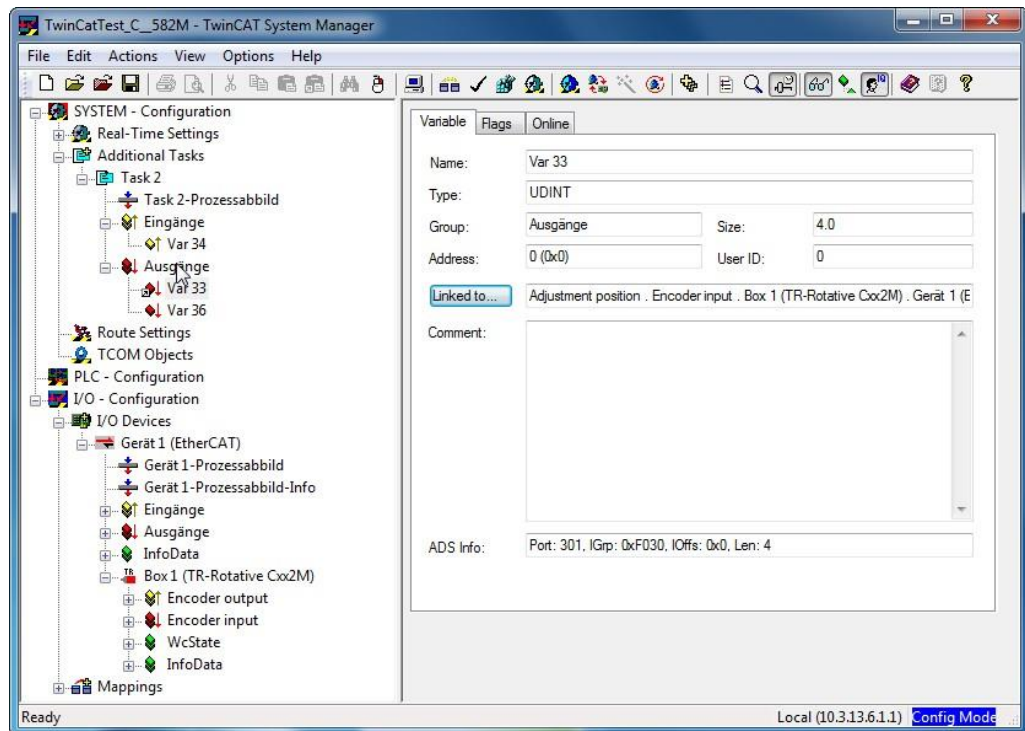 TwinCatTest_C__582M - TwinCAT System Manager
File Edit Actions View Options Help
SYSTEM - Configuration
Real-Time Settings
Additional Tasks
Task 2
Task 2-Prozessabbild
Eingänge
Var 34
Ausgänge
Var 33
Var 36
Route Settings
TCOM Objects
PLC - Configuration
I/O - Configuration
I/O Devices
Gerät 1 (EtherCAT)
Gerät 1-Prozessabbild
Gerät 1-Prozessabbild-Info
Eingänge
Ausgänge
InfoData
Box 1 (TR-Rotative Cxx2M)
Encoder output
Encoder input
WcState
InfoData
Mappings
Variable Flags Online
Name: Var 33
Type: UDINT
Group: Ausgänge Size: 4.0
Address: 0 (0x0) User ID: 0
Linked to... Adjustment position . Encoder input . Box 1 (TR-Rotative Cxx2M) . Gerät 1 (E
Comment:
ADS Info: Port: 301, IGrp: 0xF030, IOffs: 0x0, Len: 4
Ready Local (10.3.13.6.1.1) Config Mode